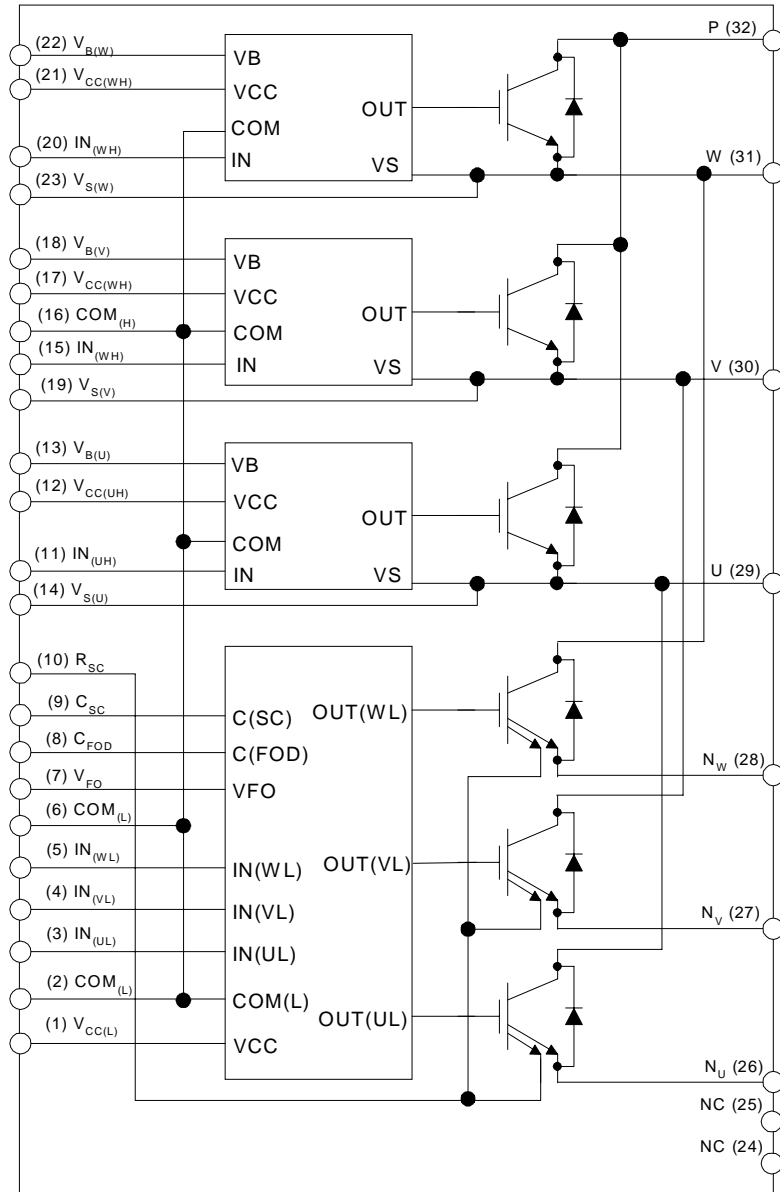 (22) VB(W)
(21) VCC(WH)
(20) IN(WH)
(23) VS(W)
VB
VCC
COM
IN
OUT
VS
P (32)
W (31)
(18) VB(V)
(17) VCC(WH)
(16) COM(H)
(15) IN(WH)
(19) VS(V)
VB
VCC
COM
IN
OUT
VS
V (30)
(13) VB(U)
(12) VCC(UH)
(11) IN(UH)
(14) VS(U)
VB
VCC
COM
IN
OUT
VS
U (29)
(10) RSC
(9) CSC
(8) CFOD
(7) VFO
(6) COM(L)
(5) IN(WL)
(4) IN(VL)
(3) IN(UL)
(2) COM(L)
(1) VCC(L)
C(SC)
C(FOD)
VFO
IN(WL)
IN(VL)
IN(UL)
COM(L)
VCC
OUT(WL)
OUT(VL)
OUT(UL)
NW (28)
NV (27)
NU (26)
NC (25)
NC (24)